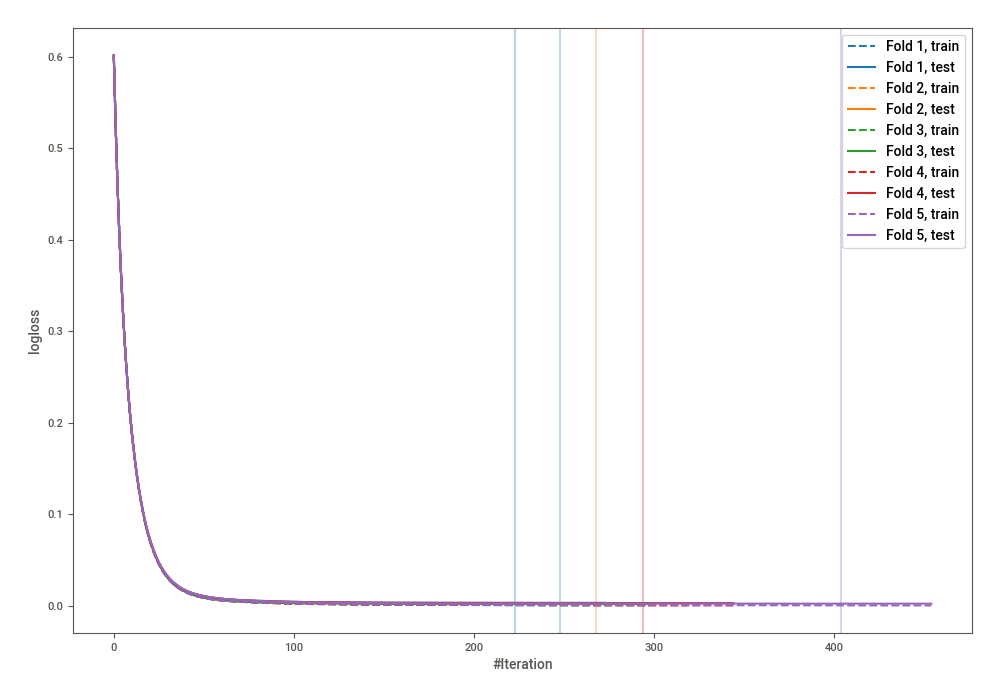 0.6
0.5
0.4
0.3
0.2
0.1
0.0
logloss
0
100
200
300
400
#Iteration
Fold 1, train
Fold 1, test
Fold 2, train
Fold 2, test
Fold 3, train
Fold 3, test
Fold 4, train
Fold 4, test
Fold 5, train
Fold 5, test